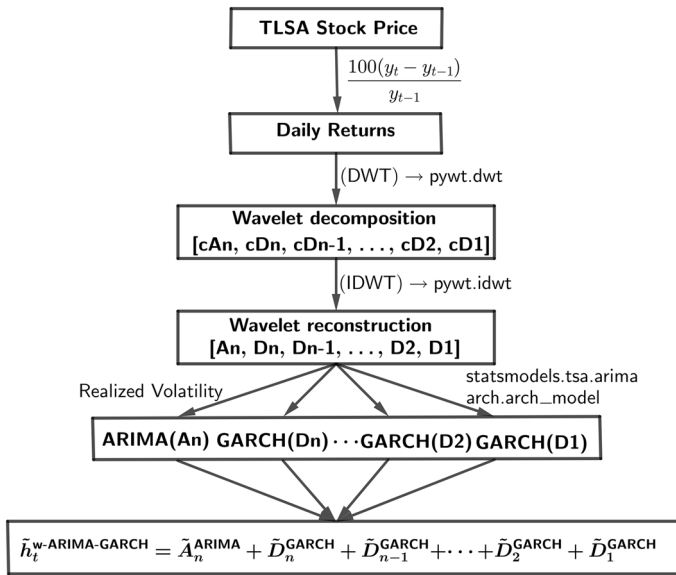 TLSA Stock Price
100(y_t − y_{t−1})
y_{t−1}
Daily Returns
(DWT) → pywt.dwt
Wavelet decomposition
[cAn, cDn, cDn-1, . . . , cD2, cD1]
(IDWT) → pywt.idwt
Wavelet reconstruction
[An, Dn, Dn-1, . . . , D2, D1]
Realized Volatility
statsmodels.tsa.arima
arch.arch_model
ARIMA(An) GARCH(Dn) ··· GARCH(D2) GARCH(D1)
h̃_t^{w-ARIMA-GARCH} = Ã_n^{ARIMA} + D̃_n^{GARCH} + D̃_{n−1}^{GARCH} +···+ D̃_2^{GARCH} + D̃_1^{GARCH}